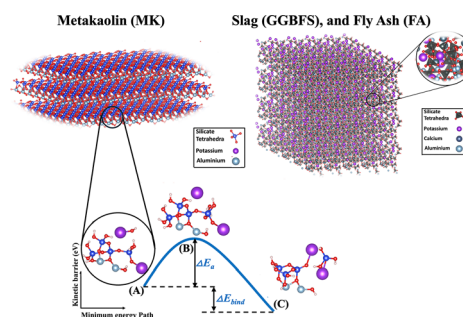 Metakaolin (MK)
Slag (GGBFS), and Fly Ash (FA)
Silicate
Tetrahedra
Potassium
Aluminium
Silicate
Tetrahedra
Potassium
Calcium
Aluminium
(B)
ΔEa
(A)
ΔEbind
(C)
Kinetic barrier (eV)
Minimum energy Path